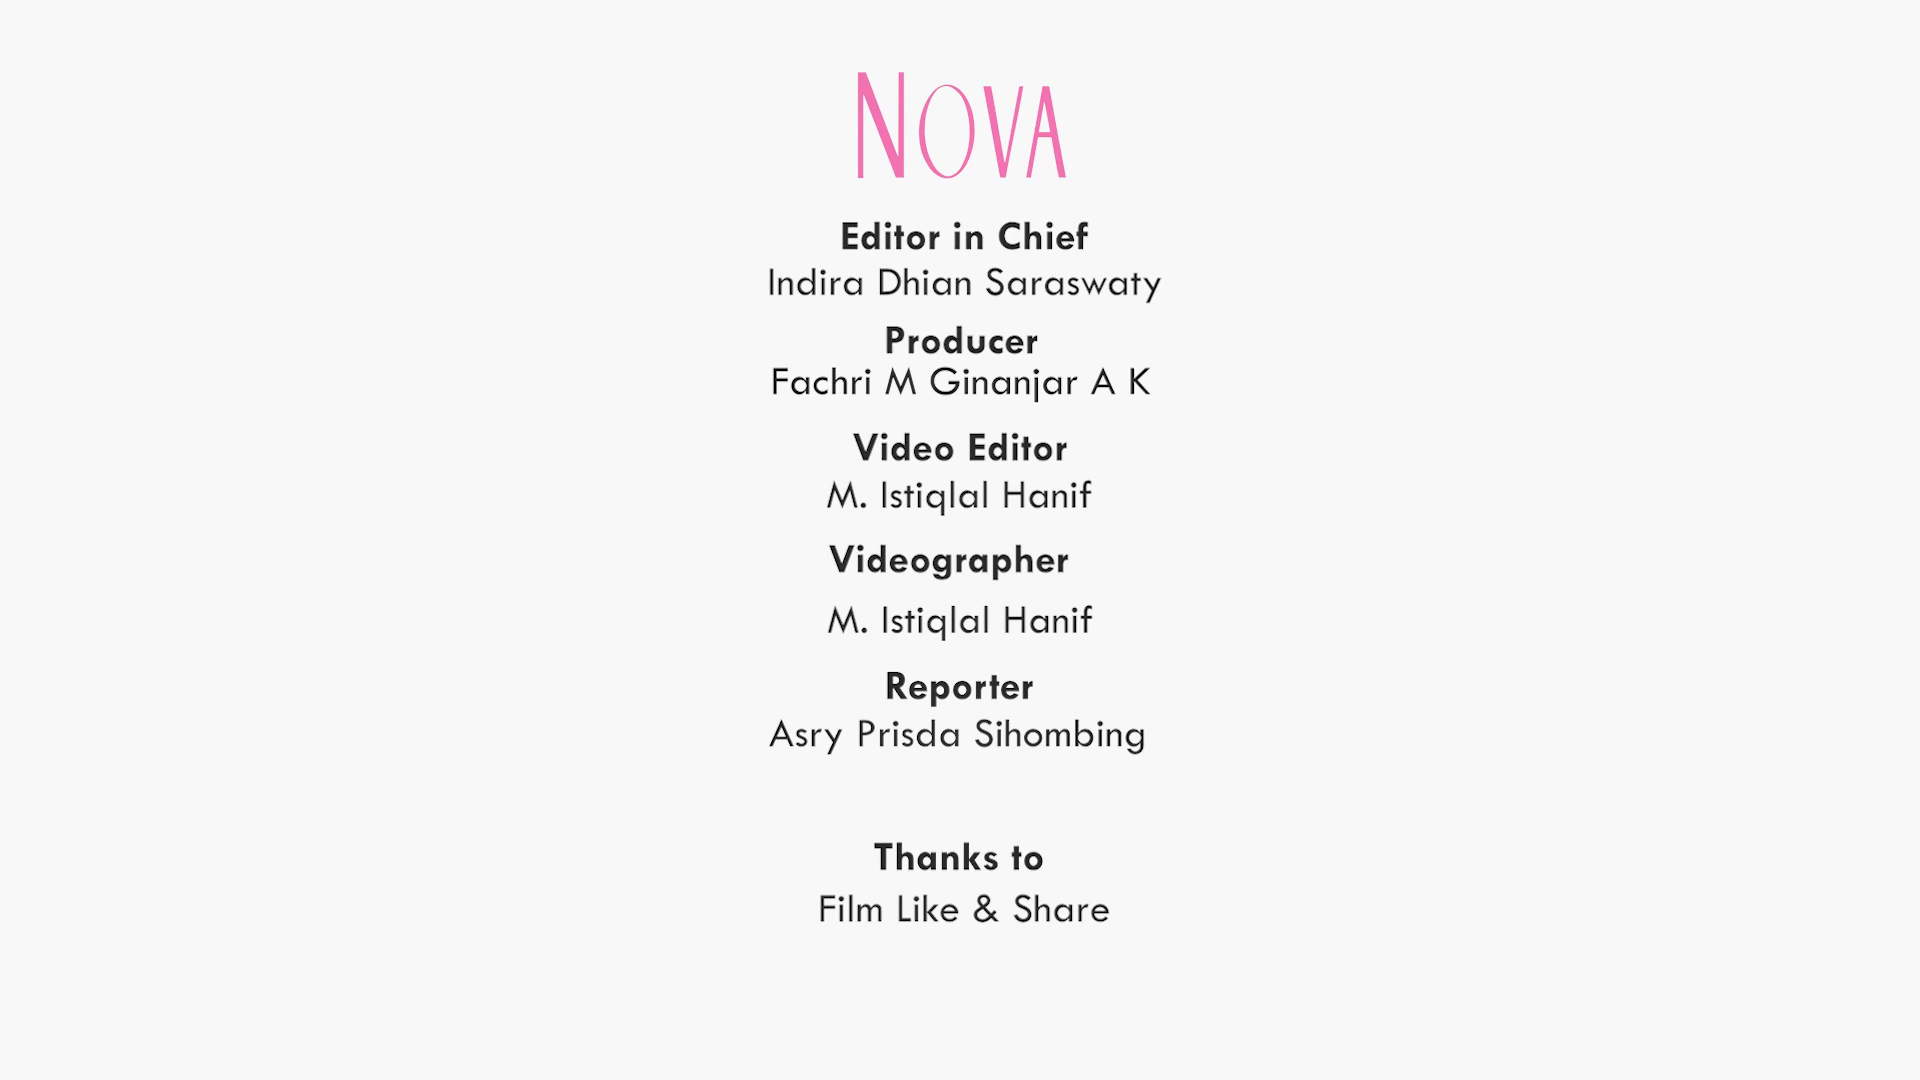 Nova
Editor in Chief
Indira Dhian Saraswaty
Producer
Fachri M Ginanjar A K
Video Editor
M. Istiqlal Hanif
Videographer
M. Istiqlal Hanif
Reporter
Asry Prisda Sihombing
Thanks to
Film Like & Share